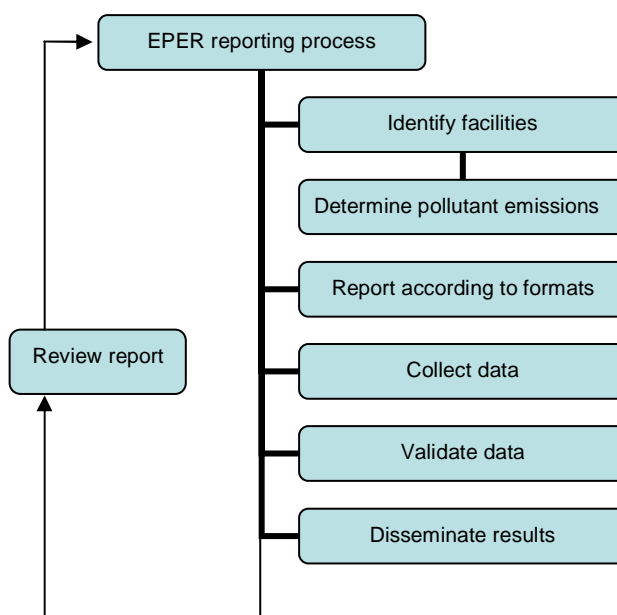 EPER reporting process
Identify facilities
Determine pollutant emissions
Report according to formats
Review report
Collect data
Validate data
Disseminate results